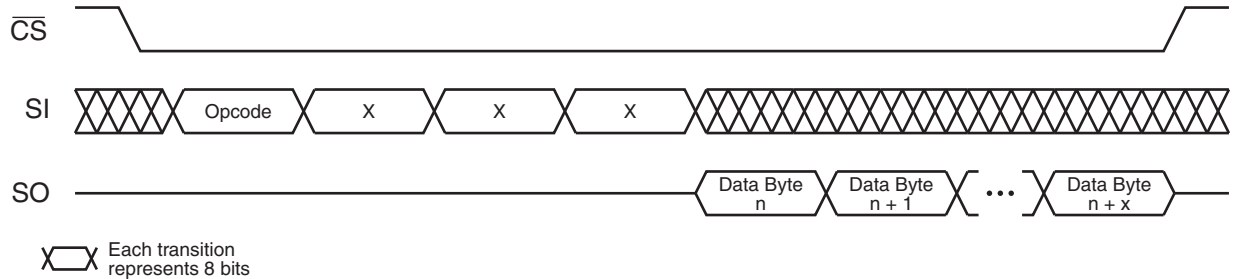 CS
SI Opcode X X X
SO Data Byte n Data Byte n + 1 ••• Data Byte n + x
Each transition
represents 8 bits